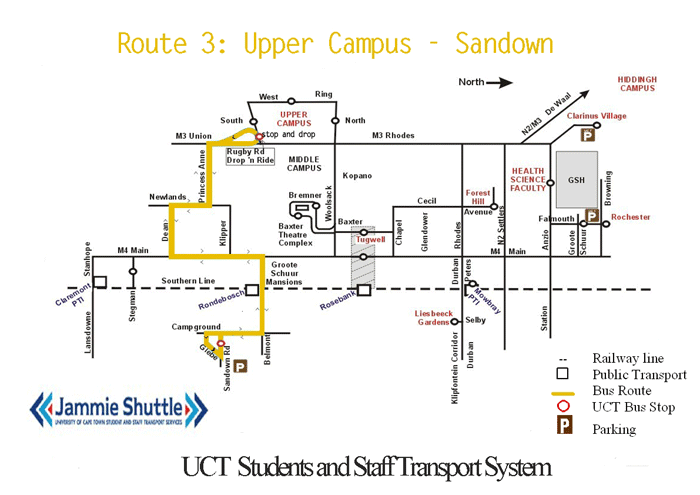 Route 3: Upper Campus - Sandown
North
HIDDINGH
CAMPUS
West
Ring
N2/M3 De Waal
Clarinus Village
P
South
UPPER
CAMPUS
North
stop and drop
M3 Union
M3 Rhodes
Rugby Rd
Drop 'n Ride
MIDDLE
CAMPUS
Princess Anne
Kopano
HEALTH
SCIENCE
FACULTY
GSH
Browning
Newlands
Bremner
Woolsack
Cecil
Forest
Hill
Avenue
Dean
Klipper
Baxter
Theatre
Complex
Baxter
Tugwell
Chapel
Glendower
Rhodes
N2 Settlers
Anzio
Falmouth
P
Rochester
Groote
Schuur
Stanhope
M4 Main
Groote
Schuur
Mansions
M4 Main
Durban
Peters
Claremont
PTI
Stegman
Southern Line
Rondebosch
Rosebank
Mowbray
PTI
Lansdowne
Campground
Glebe
Sandown Rd
P
Belmont
Liesbeeck
Gardens
Selby
Klipfontein Corridor
Durban
Station
Railway line
Public Transport
Bus Route
UCT Bus Stop
P Parking
Jammie Shuttle
UNIVERSITY OF CAPE TOWN STUDENT AND STAFF TRANSPORT SERVICES
UCT Students and Staff Transport System